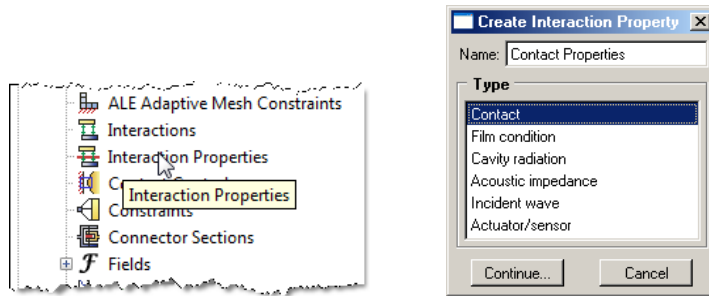 ALE Adaptive Mesh Constraints
Interactions
Interaction Properties
Interaction Properties
Constraints
Connector Sections
Fields
Create Interaction Property
Name: Contact Properties
Type
Contact
Film condition
Cavity radiation
Acoustic impedance
Incident wave
Actuator/sensor
Continue... Cancel